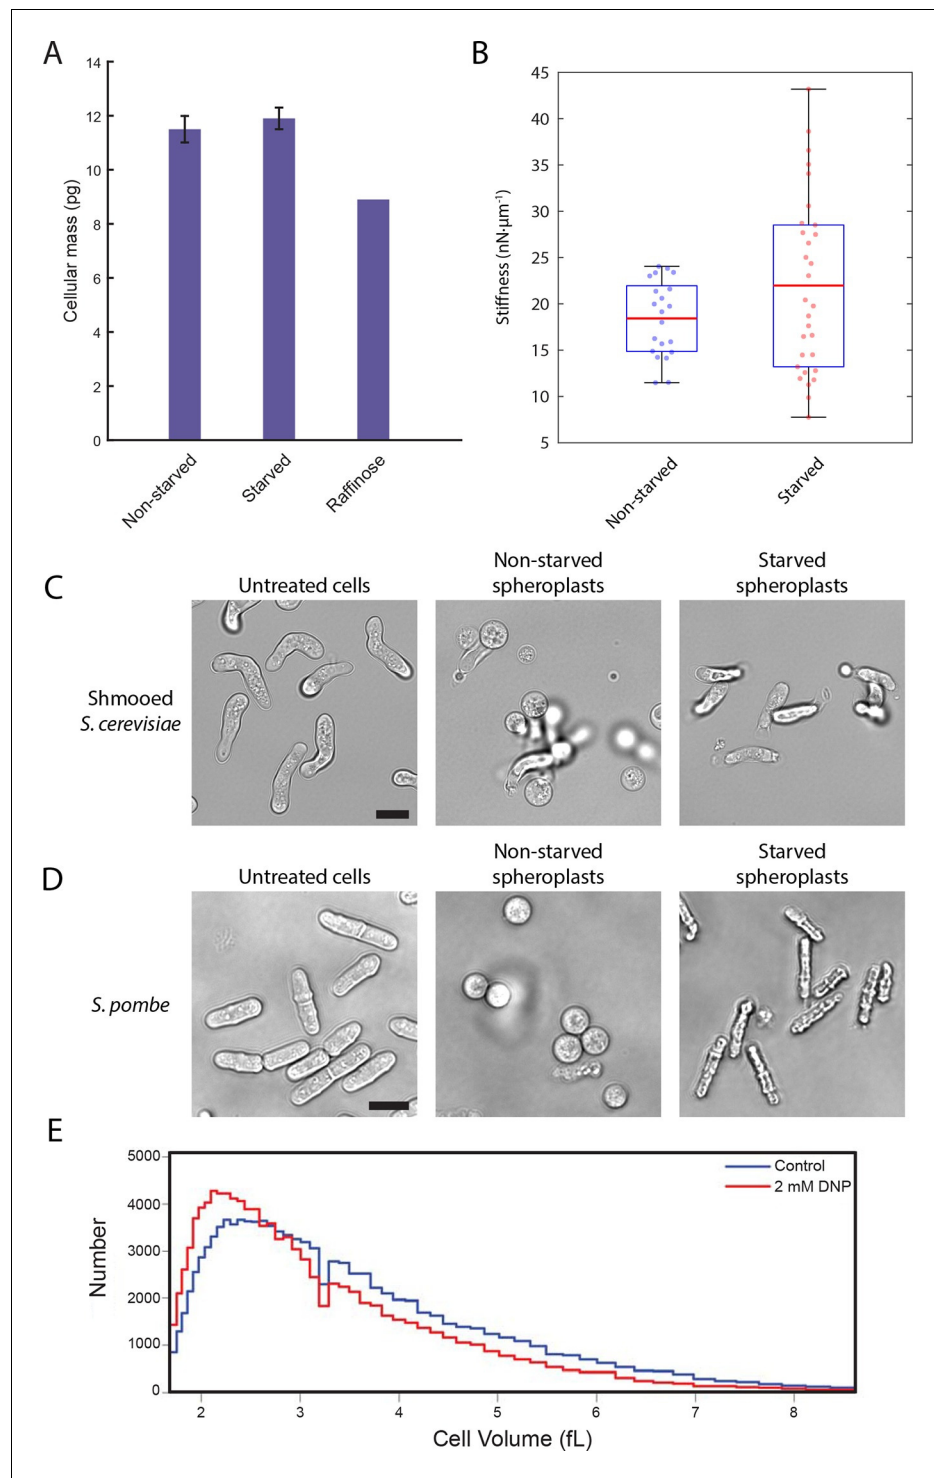 A
14
12
10
8
6
4
2
0
Cellular mass (pg)
Non-starved
Starved
Raffinose
B
45
40
35
30
25
20
15
10
5
Stiffness (nN·µm⁻¹)
Non-starved
Starved
C
Untreated cells
Non-starved
spheroplasts
Starved
spheroplasts
Shmooed
S. cerevisiae
D
Untreated cells
Non-starved
spheroplasts
Starved
spheroplasts
S. pombe
E
5000
4000
3000
2000
1000
0
Number
Control
2 mM DNP
2 3 4 5 6 7 8
Cell Volume (fL)